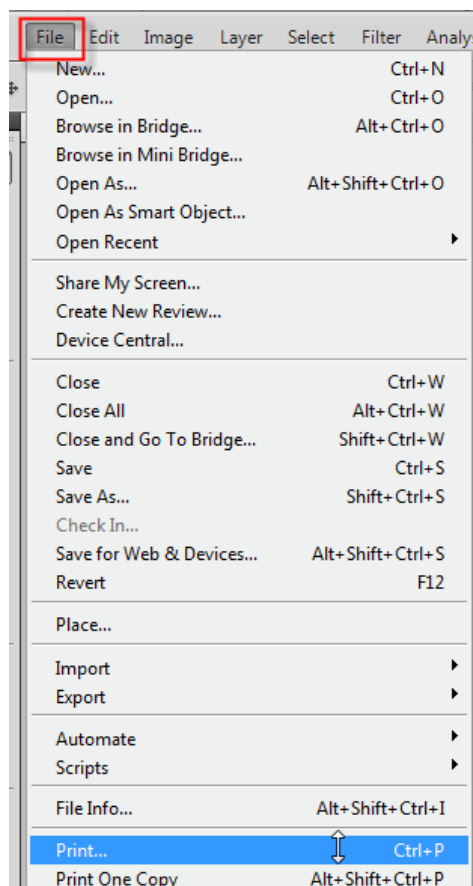 File Edit Image Layer Select Filter Analy
New... Ctrl+N
Open... Ctrl+O
Browse in Bridge... Alt+Ctrl+O
Browse in Mini Bridge...
Open As... Alt+Shift+Ctrl+O
Open As Smart Object...
Open Recent
Share My Screen...
Create New Review...
Device Central...
Close Ctrl+W
Close All Alt+Ctrl+W
Close and Go To Bridge... Shift+Ctrl+W
Save Ctrl+S
Save As... Shift+Ctrl+S
Check In...
Save for Web & Devices... Alt+Shift+Ctrl+S
Revert F12
Place...
Import
Export
Automate
Scripts
File Info... Alt+Shift+Ctrl+I
Print... Ctrl+P
Print One Copy Alt+Shift+Ctrl+P